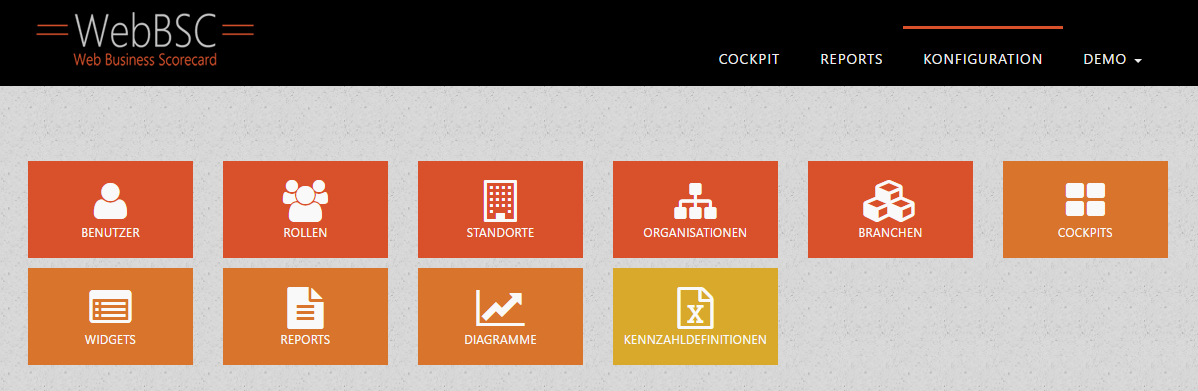 WebBSC
Web Business Scorecard
COCKPIT REPORTS KONFIGURATION DEMO
BENUTZER ROLLEN STANDORTE ORGANISATIONEN BRANCHEN COCKPITS
WIDGETS REPORTS DIAGRAMME KENNZAHLDEFINITIONEN